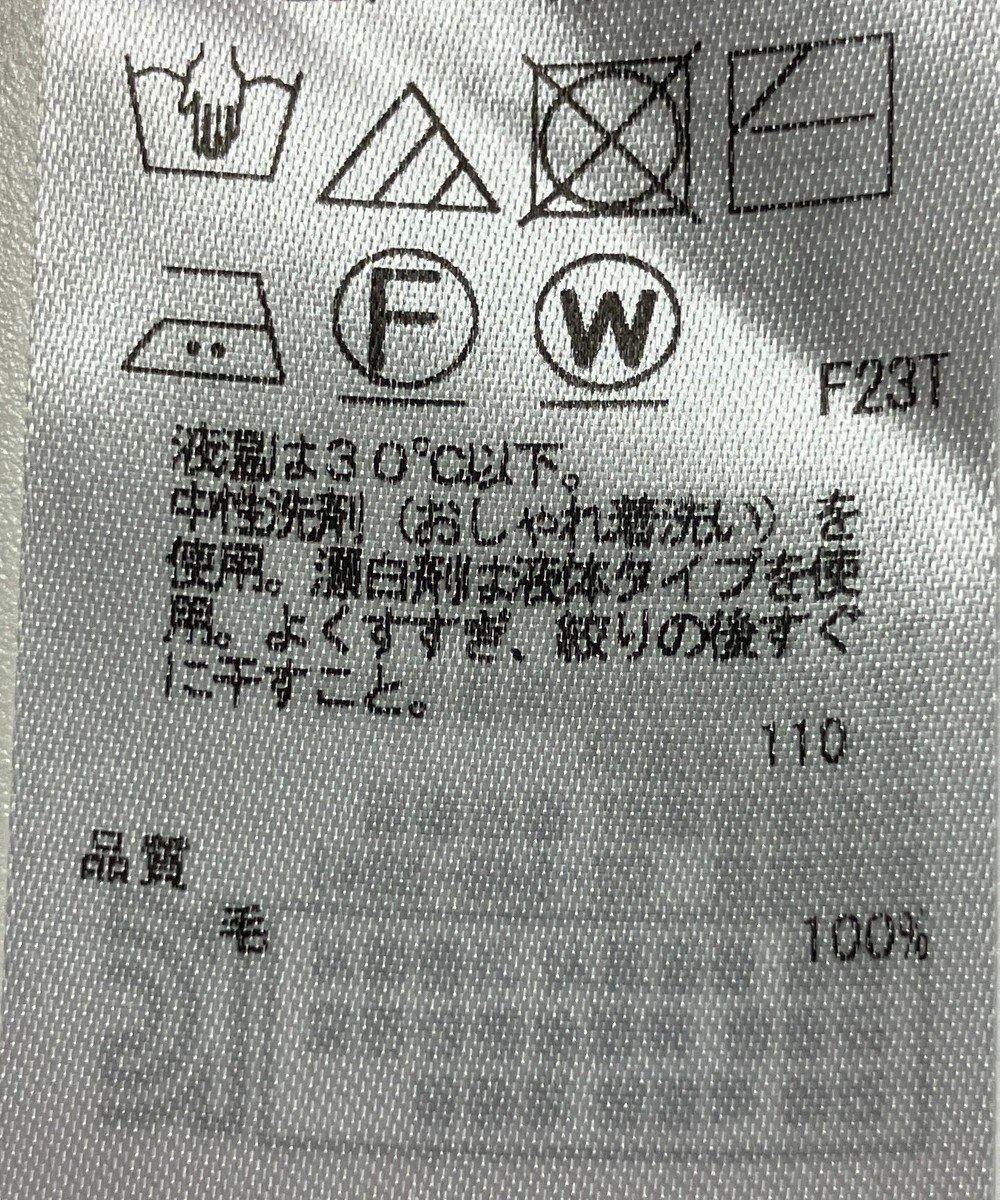 F W
F23T
液温は30℃以下。
中性洗剤(おしゃれ着洗い)を
使用。漂白剤は液体タイプを使
用。よくすすぎ、絞りの後すぐ
に干すこと。
110
品質
毛 100%